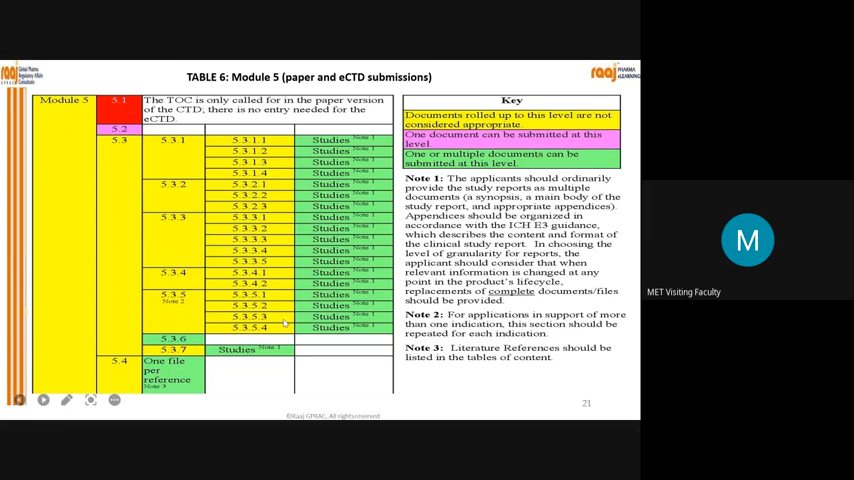 Global Pharma
Regulatory Affairs
Consultants
raaj
GPRAC
TABLE 6: Module 5 (paper and eCTD submissions)
raaj PHARMA
eLEARNING
Module 5
5.1
The TOC is only called for in the paper version
of the CTD; there is no entry needed for the
eCTD.
5.2
5.3 5.3.1 5.3.1.1 Studies Note 1
5.3.1.2 Studies Note 1
5.3.1.3 Studies Note 1
5.3.1.4 Studies Note 1
5.3.2 5.3.2.1 Studies Note 1
5.3.2.2 Studies Note 1
5.3.2.3 Studies Note 1
5.3.3 5.3.3.1 Studies Note 1
5.3.3.2 Studies Note 1
5.3.3.3 Studies Note 1
5.3.3.4 Studies Note 1
5.3.3.5 Studies Note 1
5.3.4 5.3.4.1 Studies Note 1
5.3.4.2 Studies Note 1
5.3.5 5.3.5.1 Studies Note 1
Note 2 5.3.5.2 Studies Note 1
5.3.5.3 Studies Note 1
5.3.5.4 Studies Note 1
5.3.6
5.3.7 Studies Note 1
5.4 One file
per
reference
Note 3
Key
Documents rolled up to this level are not
considered appropriate.
One document can be submitted at this
level.
One or multiple documents can be
submitted at this level.
Note 1: The applicants should ordinarily
provide the study reports as multiple
documents (a synopsis, a main body of the
study report, and appropriate appendices).
Appendices should be organized in
accordance with the ICH E3 guidance,
which describes the content and format of
the clinical study report. In choosing the
level of granularity for reports, the
applicant should consider that when
relevant information is changed at any
point in the product's lifecycle,
replacements of complete documents/files
should be provided.
Note 2: For applications in support of more
than one indication, this section should be
repeated for each indication.
Note 3: Literature References should be
listed in the tables of content.
21
©Raaj GPRAC, All rights reserved
M
MET Visiting Faculty